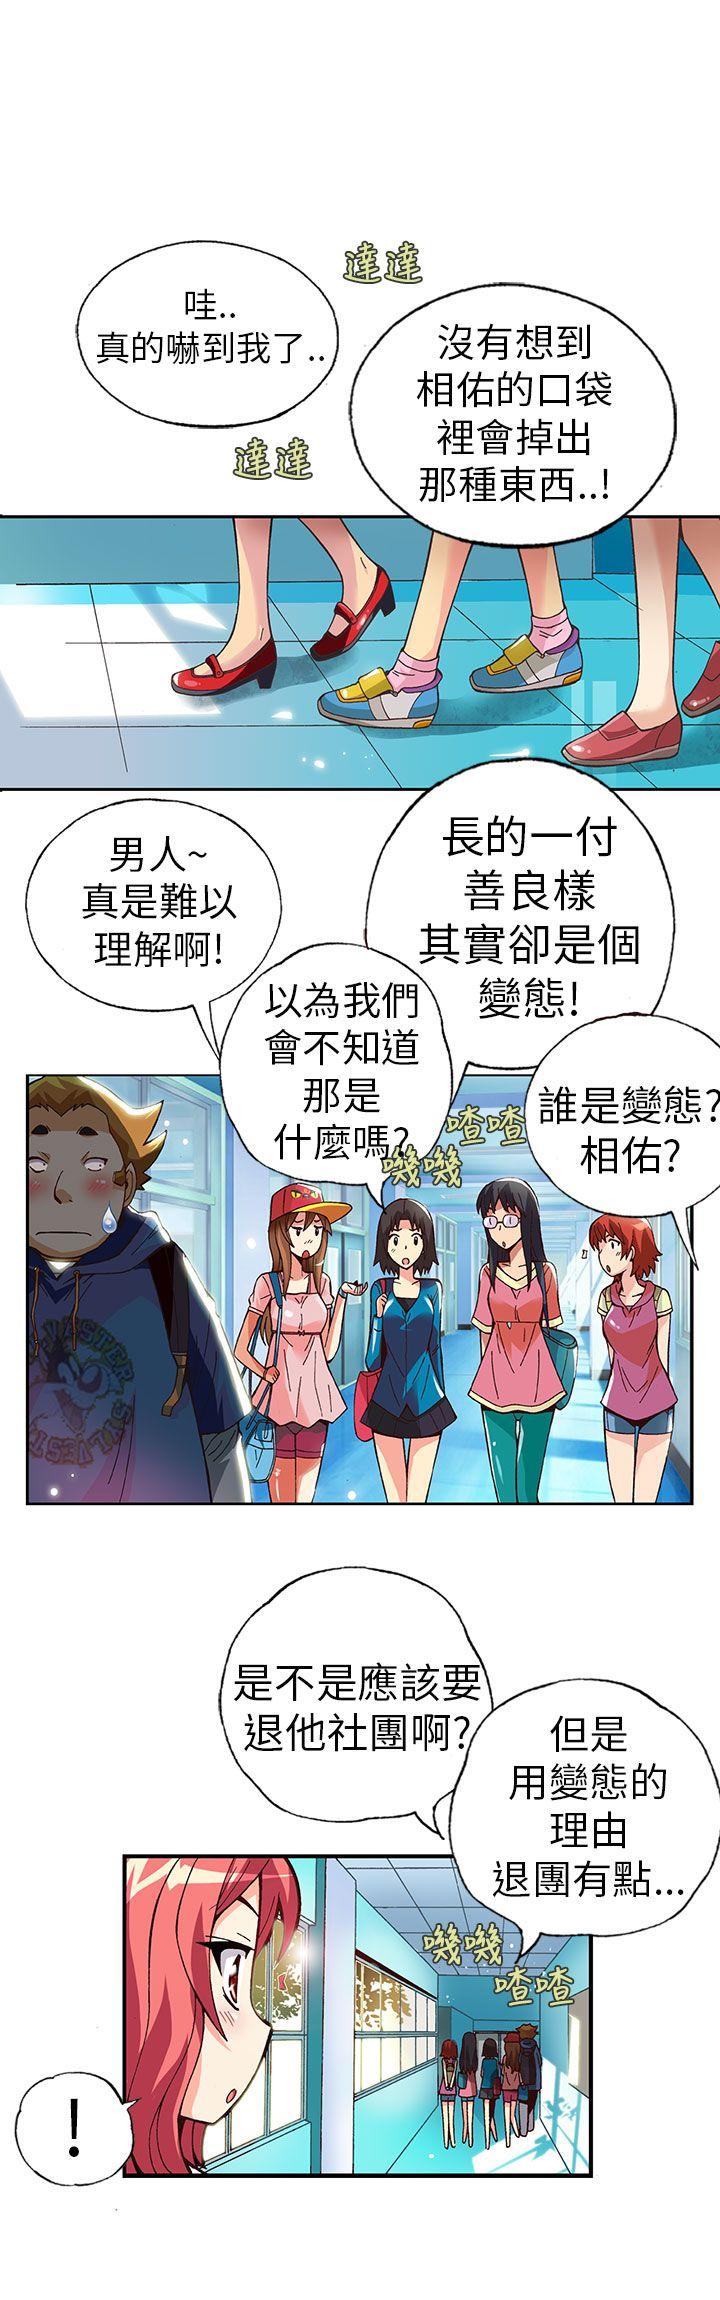 達達
哇..
真的嚇到我了..
沒有想到
相佑的口袋
裡會掉出
那種東西..!
達達
男人~
真是難以
理解啊!
長的一付
善良樣
其實卻是個
變態!
以為我們
會不知道
那是
什麼嗎?
誰是變態?
相佑?
嘰嘰
喳喳
是不是應該要
退他社團啊?
但是
用變態的
理由
退團有點...
嘰嘰
喳喳
!